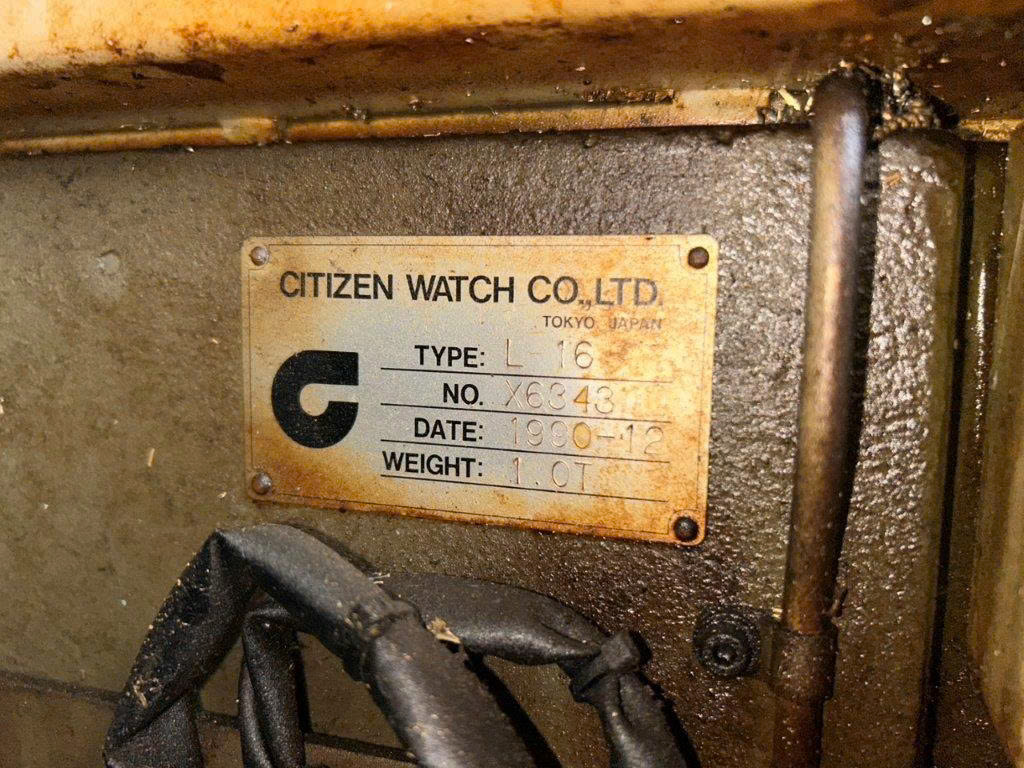 CITIZEN WATCH CO., LTD.
TOKYO JAPAN
TYPE: L-16
NO. X6343
DATE: 1990-12
WEIGHT: 1.0T